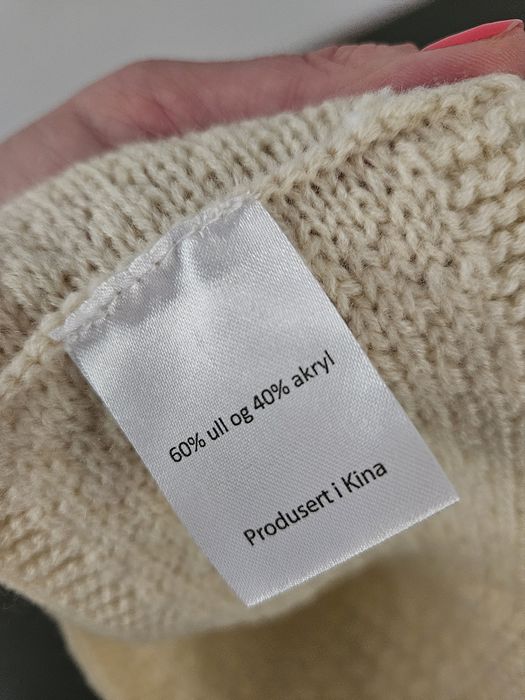 60% ull og 40% akryl
Produsert i Kina